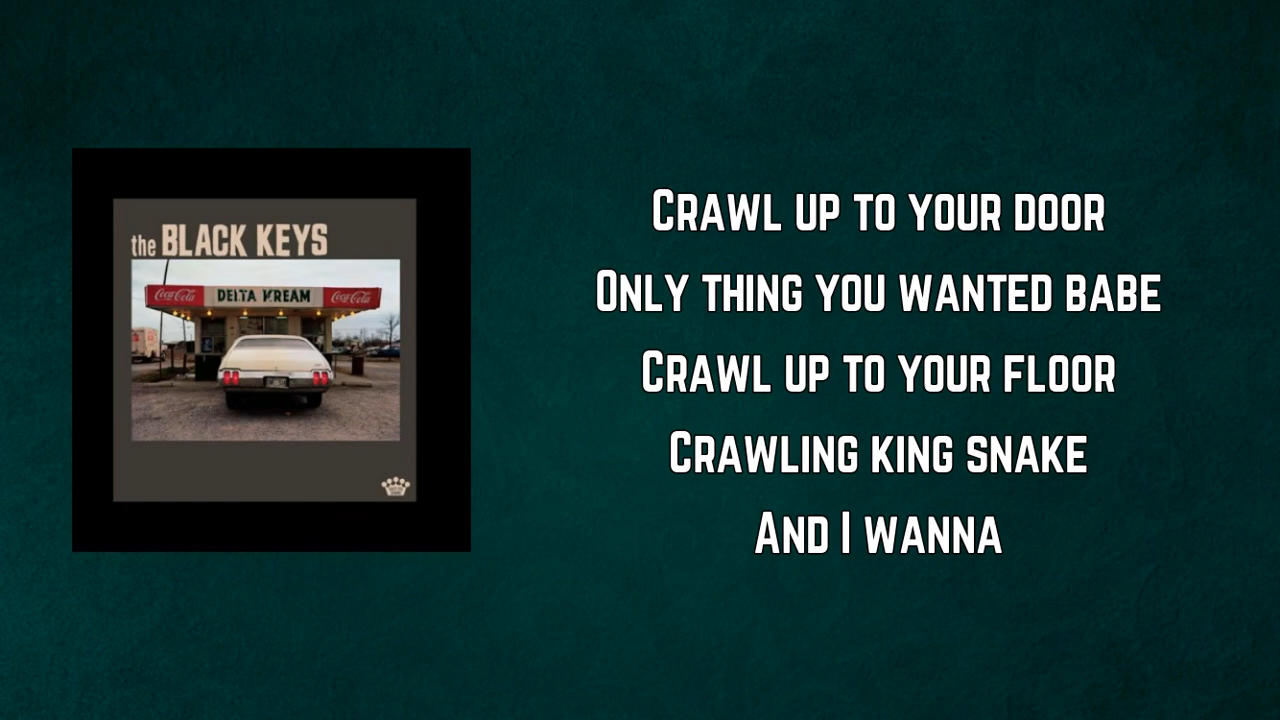 the BLACK KEYS
Coca-Cola DELTA KREAM Coca-Cola
CRAWL UP TO YOUR DOOR
ONLY THING YOU WANTED BABE
CRAWL UP TO YOUR FLOOR
CRAWLING KING SNAKE
AND I WANNA